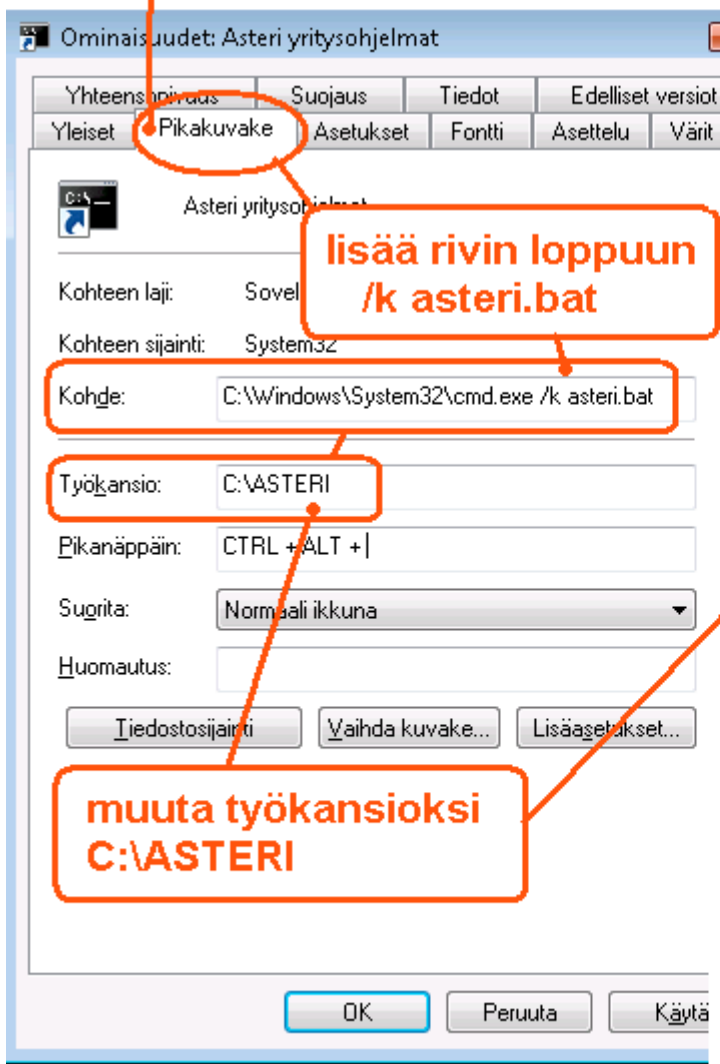 Ominaisuudet: Asteri yritysohjelmat
Yhteensopivuus Suojaus Tiedot Edelliset versiot
Yleiset Pikakuvake Asetukset Fontti Asettelu Värit
C:\
Asteri yritysohjelmat
lisää rivin loppuun
/k asteri.bat
Kohteen laji: Sovel
Kohteen sijainti: System32
Kohde: C:\Windows\System32\cmd.exe /k asteri.bat
Työkansio: C:\ASTERI
Pikanäppäin: CTRL + ALT +
Suorita: Normaali ikkuna
Huomautus:
Tiedostosijainti Vaihda kuvake... Lisäasetukset...
muuta työkansioksi
C:\ASTERI
OK Peruuta Käytä